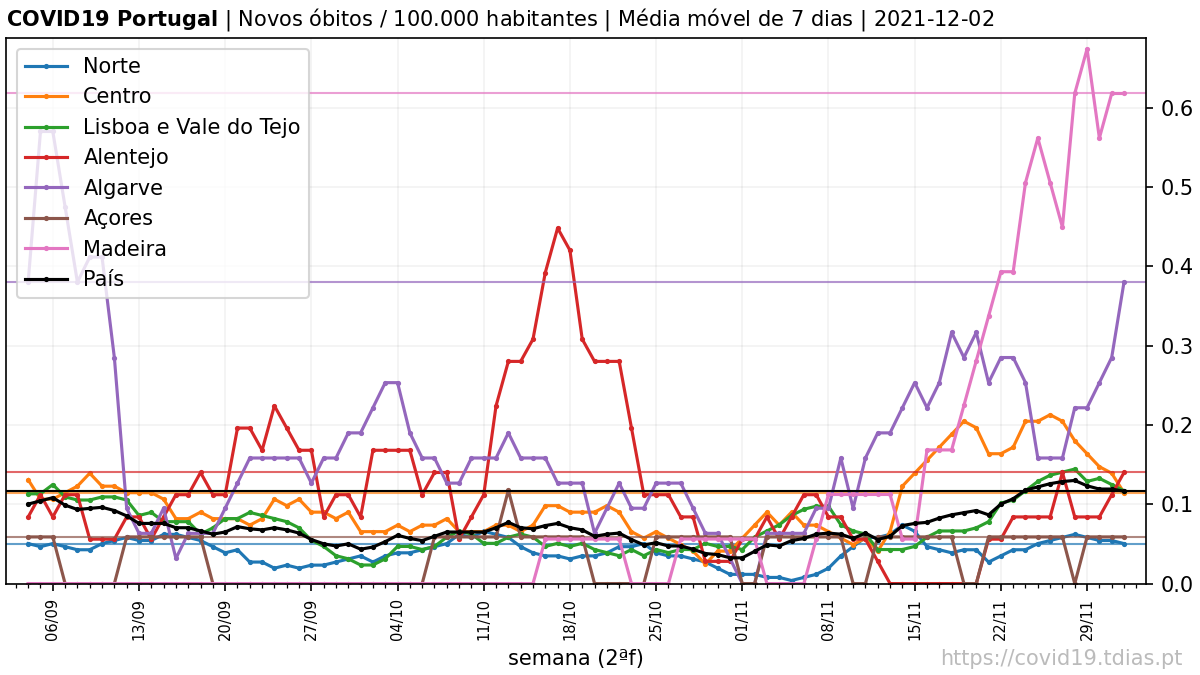 COVID19 Portugal | Novos óbitos / 100.000 habitantes | Média móvel de 7 dias | 2021-12-02
Norte
Centro
Lisboa e Vale do Tejo
Alentejo
Algarve
Açores
Madeira
País
0.6
0.5
0.4
0.3
0.2
0.1
0.0
06/09
13/09
20/09
27/09
04/10
11/10
18/10
25/10
01/11
08/11
15/11
22/11
29/11
semana (2ªf)
https://covid19.tdias.pt